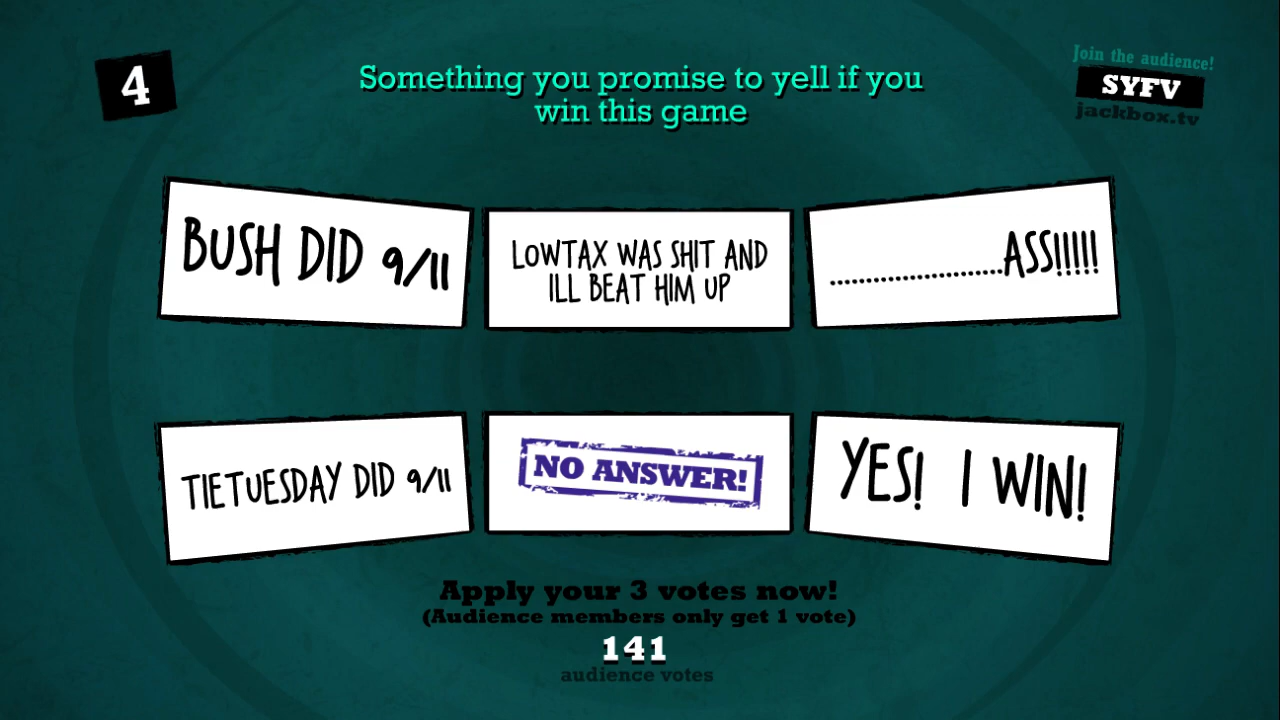 4
Something you promise to yell if you
win this game
Join the audience!
SYFV
jackbox.tv
BUSH DID 9/11
LOWTAX WAS SHIT AND
ILL BEAT HIM UP
........................ASS!!!!!
TIETUESDAY DID 9/11
NO ANSWER!
YES! I WIN!
Apply your 3 votes now!
(Audience members only get 1 vote)
141
audience votes